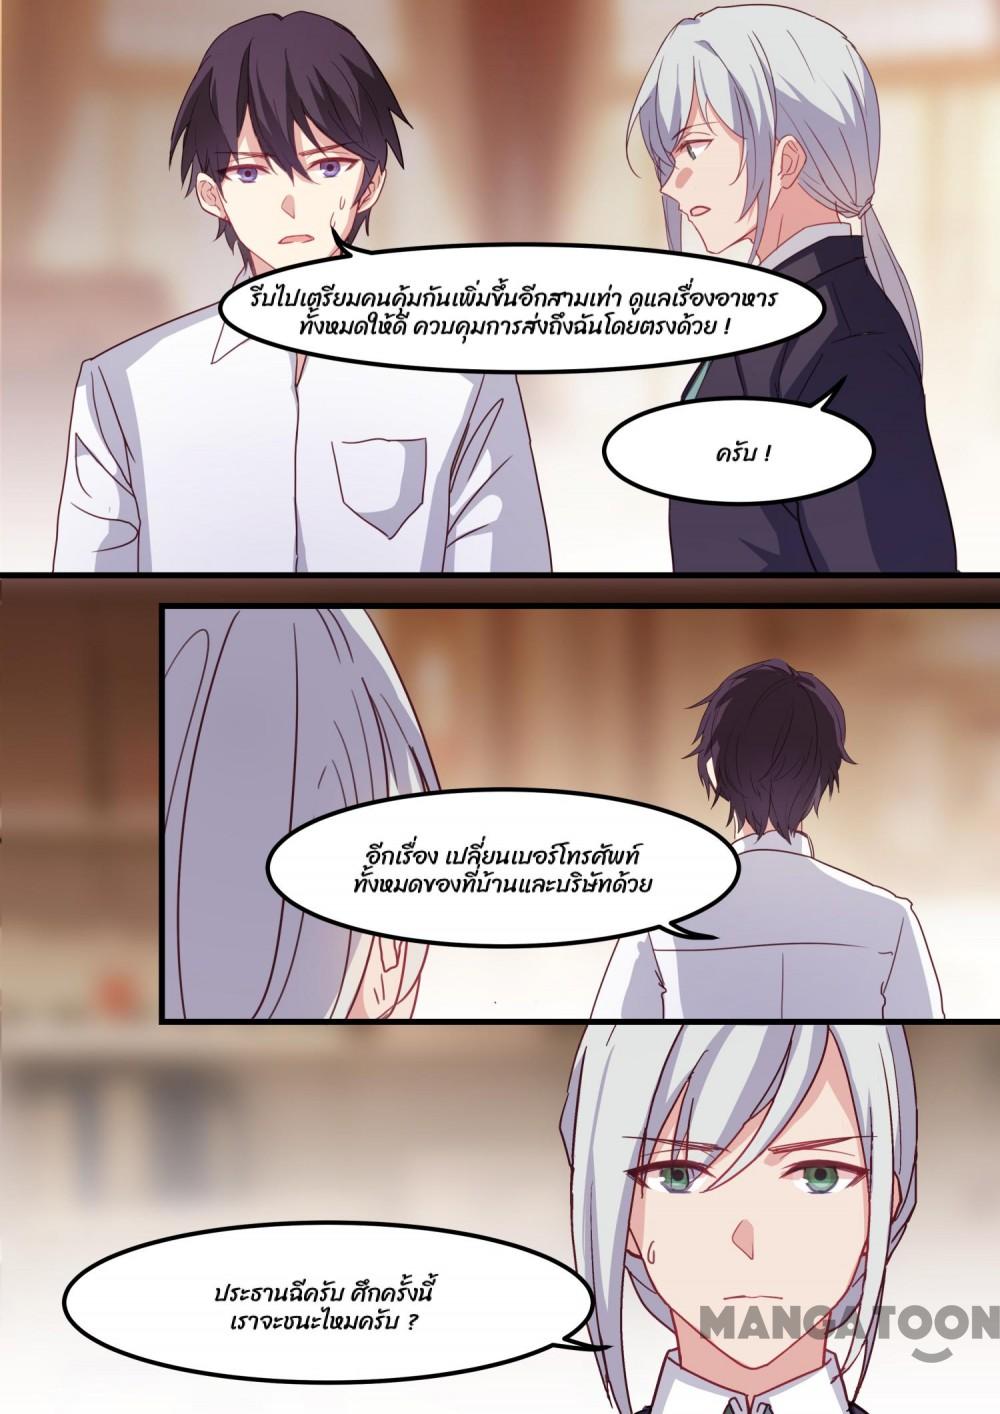 รีบไปเตรียมคนคุ้มกันเพิ่มขึ้นอีกสามเท่า ดูแลเรื่องอาหาร
ทั้งหมดให้ดี ควบคุมการส่งถึงฉันโดยตรงด้วย !
ครับ !
อีกเรื่อง เปลี่ยนเบอร์โทรศัพท์
ทั้งหมดของที่บ้านและบริษัทด้วย
ประธานฉีครับ ศึกครั้งนี้
เราจะชนะไหมครับ ?
MANGATOON